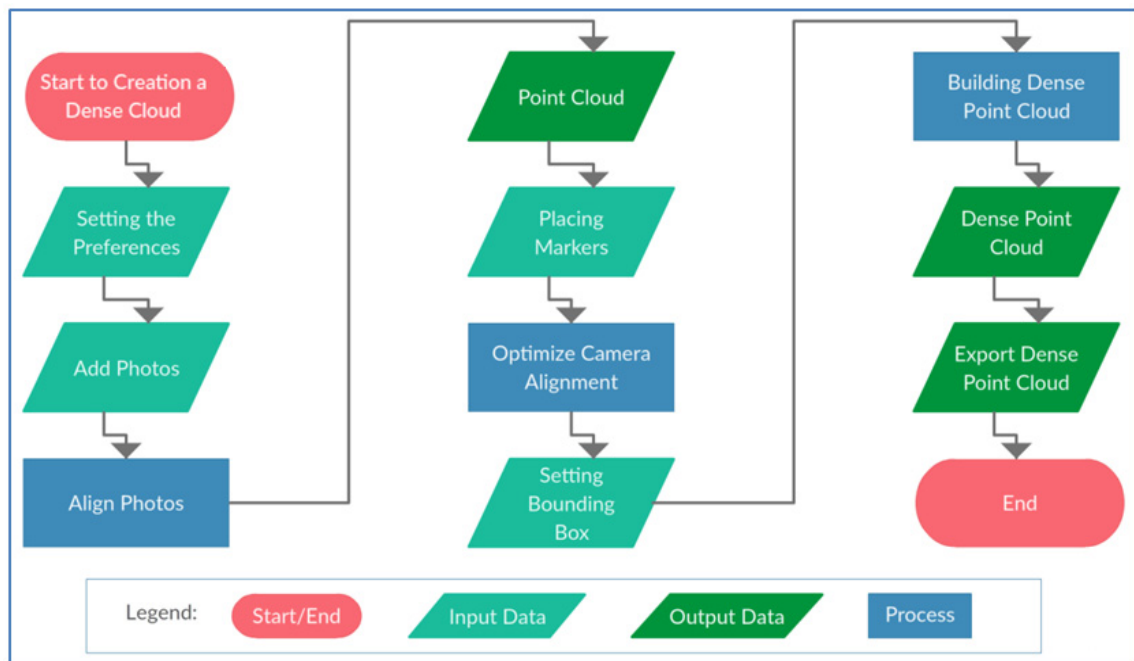 Start to Creation a
Dense Cloud
Setting the
Preferences
Add Photos
Align Photos
Point Cloud
Placing
Markers
Optimize Camera
Alignment
Setting
Bounding
Box
Building Dense
Point Cloud
Dense Point
Cloud
Export Dense
Point Cloud
End
Legend:
Start/End
Input Data
Output Data
Process